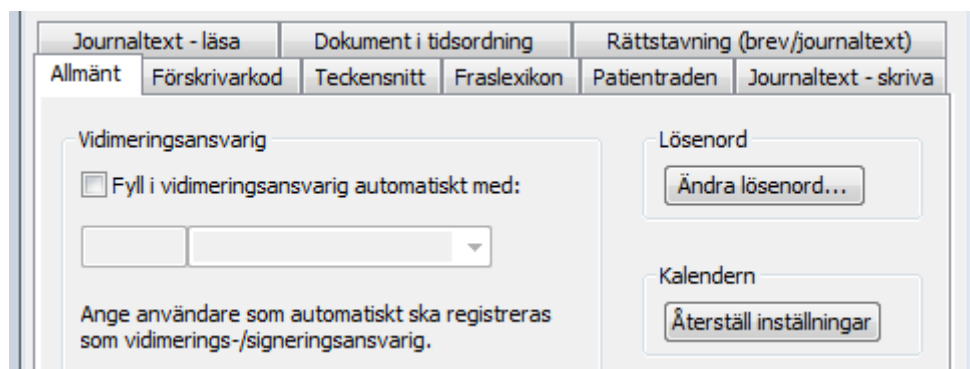 Journaltext - läsa Dokument i tidsordning Rättstavning (brev/journaltext)
Allmänt Förskrivarkod Teckensnitt Fraslexikon Patientraden Journaltext - skriva
Vidimeringsansvarig
Fyll i vidimeringsansvarig automatiskt med:
Ange användare som automatiskt ska registreras
som vidimerings-/signeringsansvarig.
Lösenord
Ändra lösenord...
Kalendern
Återställ inställningar